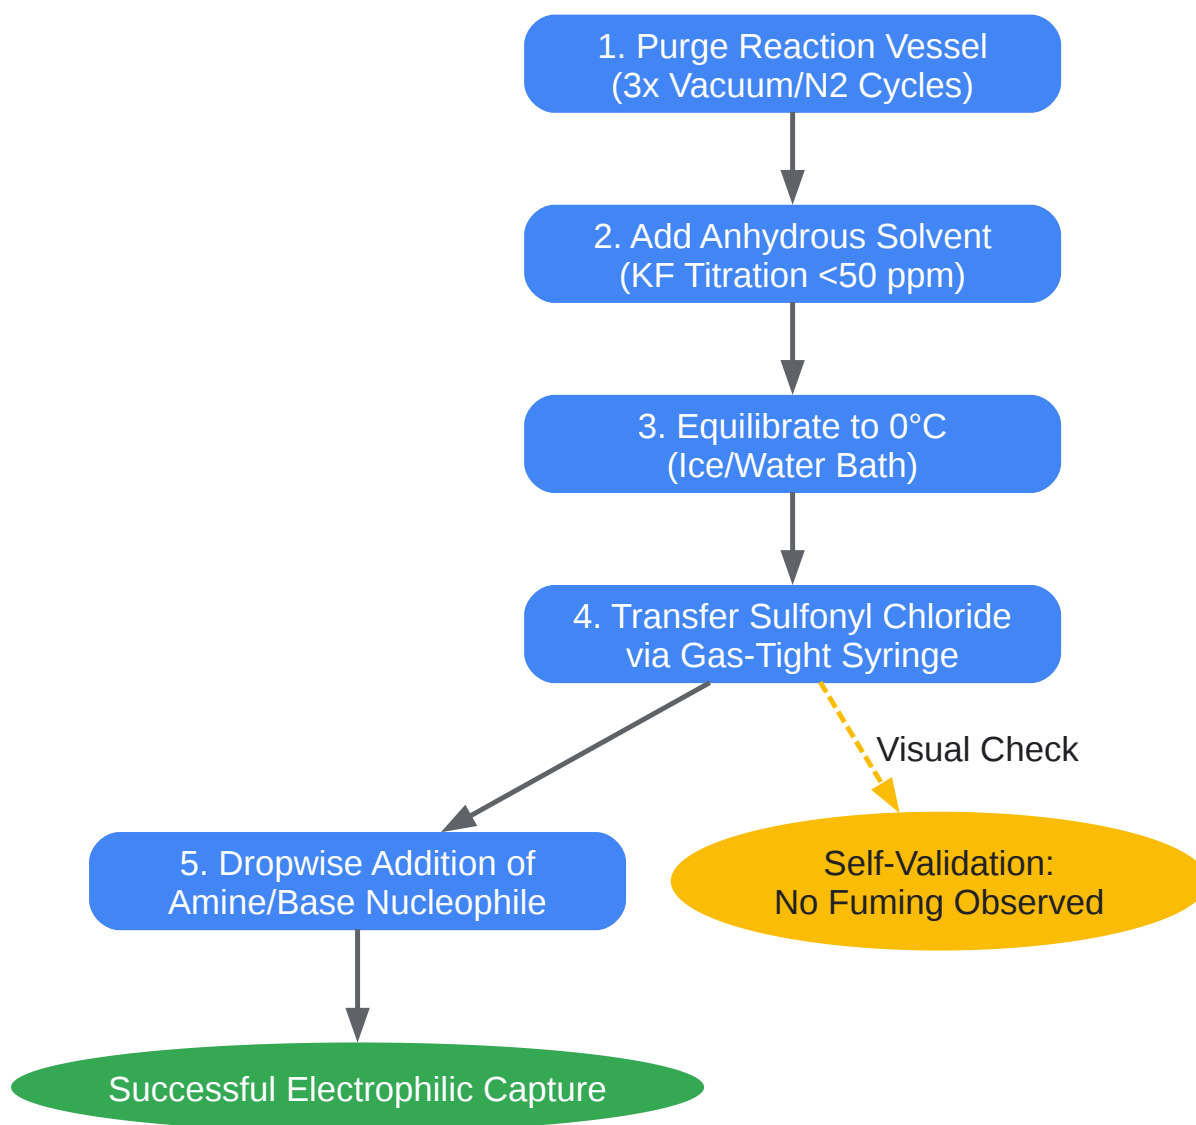 1. Purge Reaction Vessel
(3x Vacuum/N2 Cycles)
2. Add Anhydrous Solvent
(KF Titration <50 ppm)
3. Equilibrate to 0°C
(Ice/Water Bath)
4. Transfer Sulfonyl Chloride
via Gas-Tight Syringe
Visual Check
5. Dropwise Addition of
Amine/Base Nucleophile
Self-Validation:
No Fuming Observed
Successful Electrophilic Capture